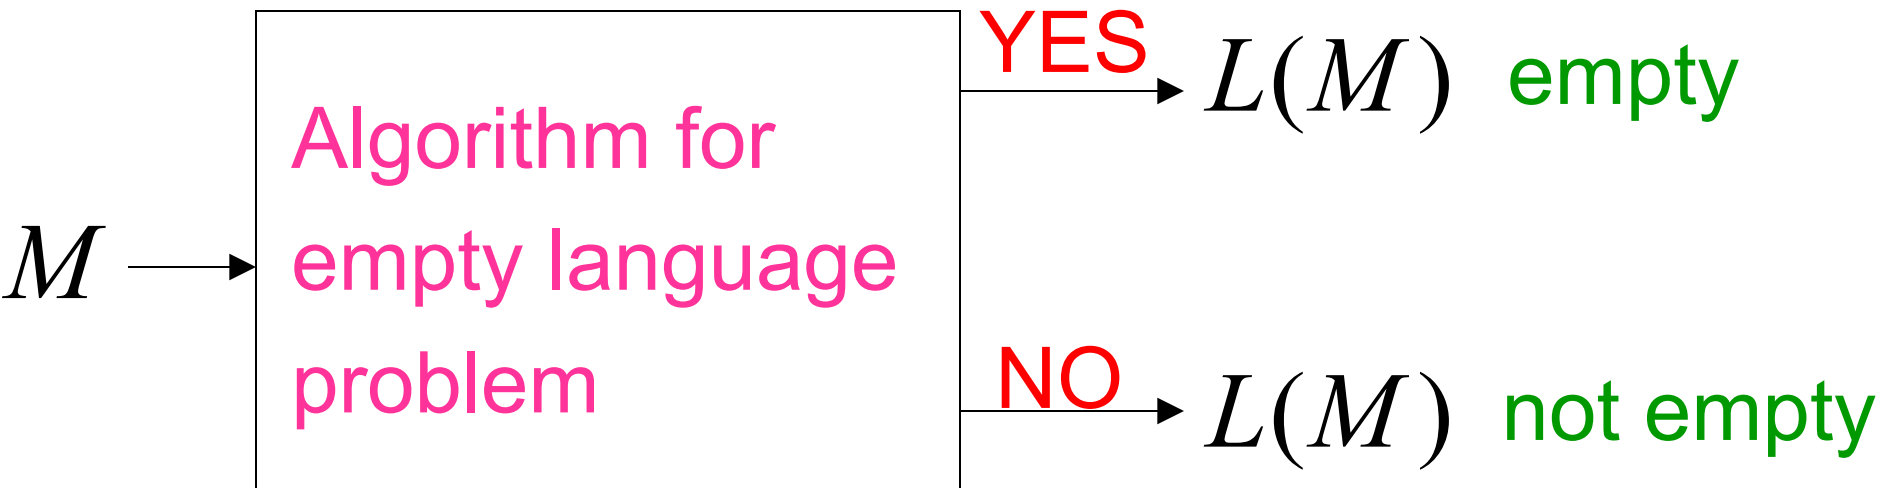 YES
L(M) empty
Algorithm for
empty language
problem
M
NO
L(M) not empty